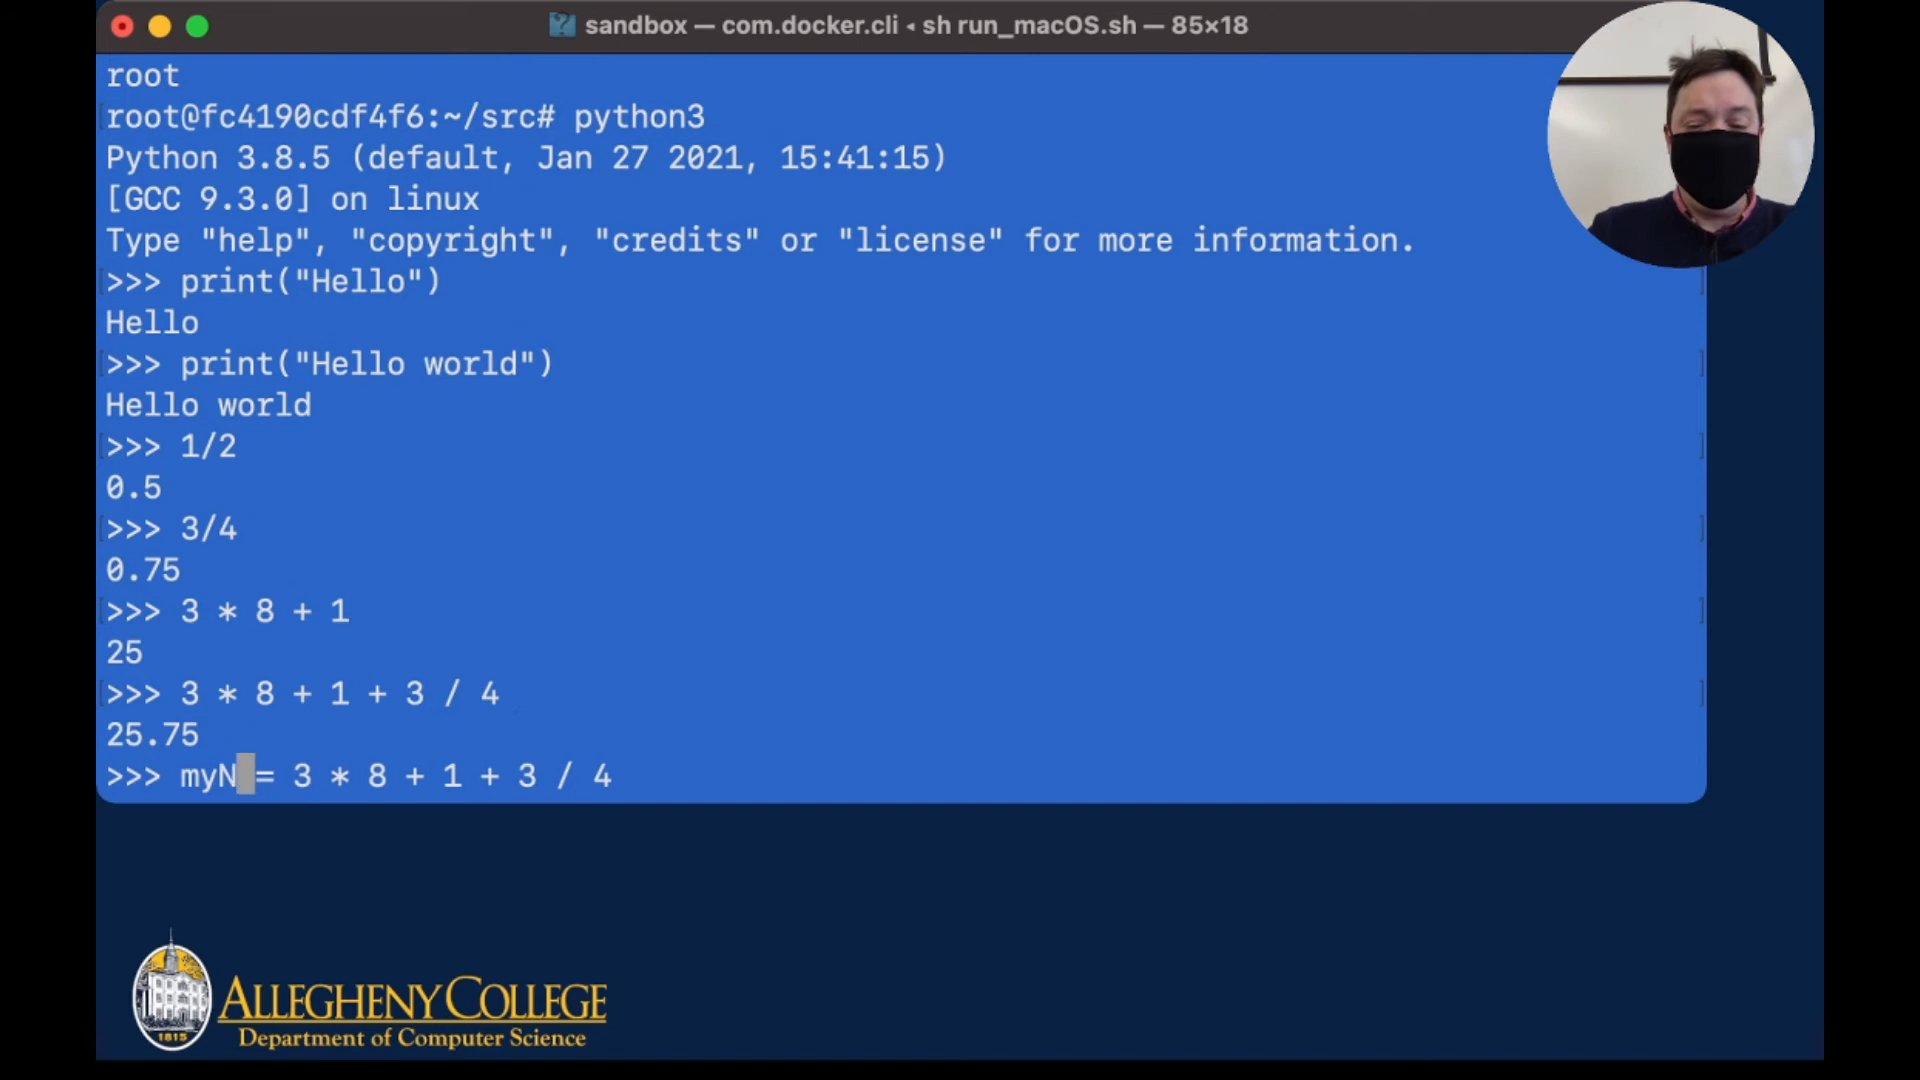 sandbox — com.docker.cli ◂ sh run_macOS.sh — 85×18
root
root@fc4190cdf4f6:~/src# python3
Python 3.8.5 (default, Jan 27 2021, 15:41:15)
[GCC 9.3.0] on linux
Type "help", "copyright", "credits" or "license" for more information.
>>> print("Hello")
Hello
>>> print("Hello world")
Hello world
>>> 1/2
0.5
>>> 3/4
0.75
>>> 3 * 8 + 1
25
>>> 3 * 8 + 1 + 3 / 4
25.75
>>> myN = 3 * 8 + 1 + 3 / 4
1815
ALLEGHENY COLLEGE
Department of Computer Science